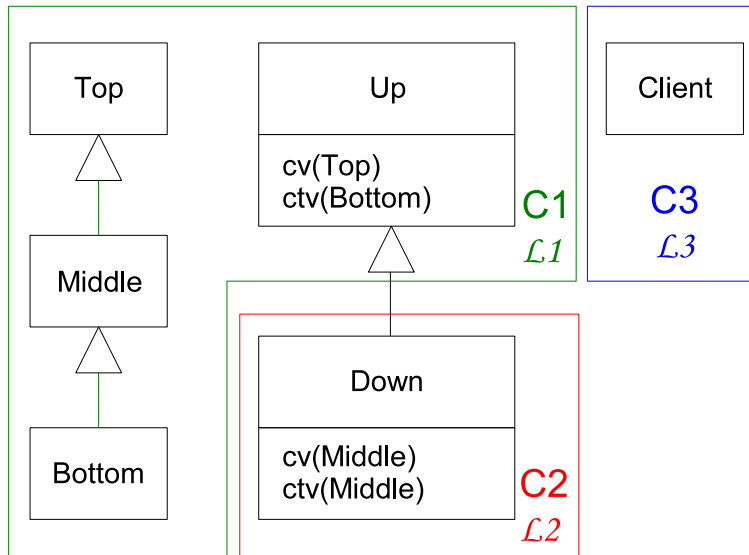 Top
Up
Client
cv(Top)
ctv(Bottom)
C1
ℒ1
C3
ℒ3
Middle
Down
Bottom
cv(Middle)
ctv(Middle)
C2
ℒ2